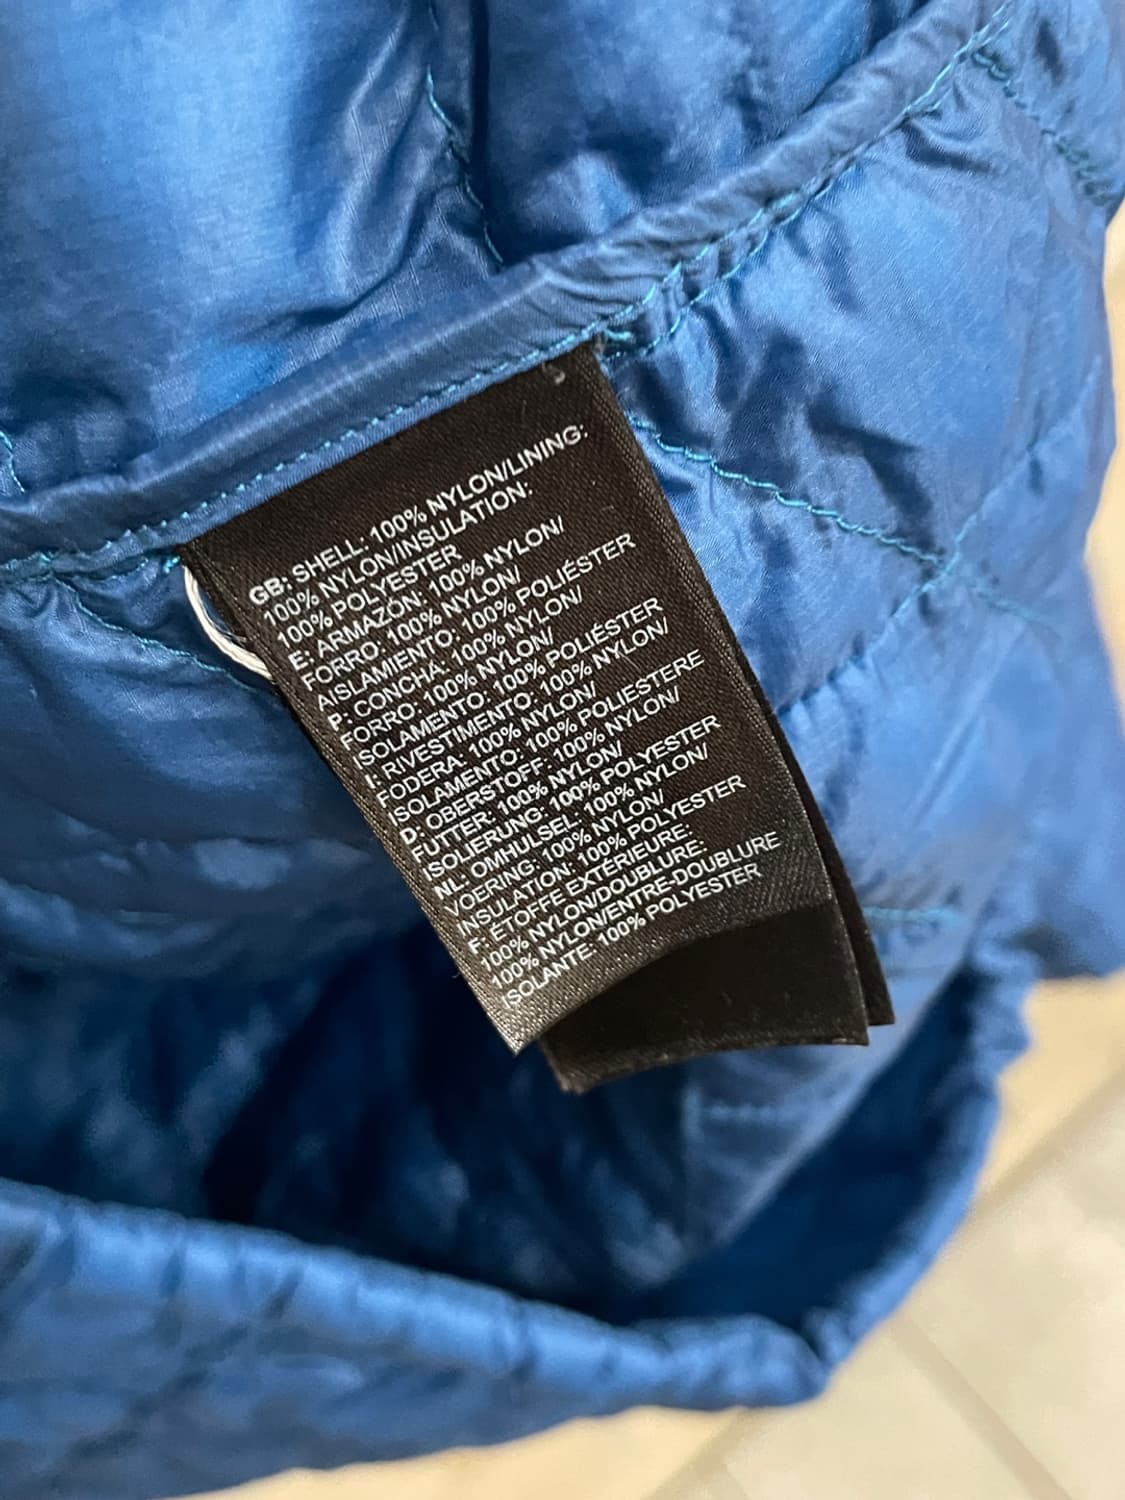 GB: SHELL: 100% NYLON/LINING:
100% NYLON/INSULATION:
100% POLYESTER
E: ARMAZÓN: 100% NYLON/
FORRO: 100% NYLON/
AISLAMIENTO: 100% POLIÉSTER
P: CONCHA: 100% NYLON/
FORRO: 100% NYLON/
ISOLAMENTO: 100% POLIÉSTER
I: RIVESTIMENTO: 100% NYLON/
FODERA: 100% NYLON/
ISOLAMENTO: 100% POLIESTERE
D: OBERSTOFF: 100% NYLON/
FUTTER: 100% NYLON/
ISOLIERUNG: 100% POLYESTER
NL: OMHULSEL: 100% NYLON/
VOERING: 100% NYLON/
INSULATION: 100% POLYESTER
F: ÉTOFFE EXTÉRIEURE:
100% NYLON/DOUBLURE:
100% NYLON/ENTRE-DOUBLURE
ISOLANTE: 100% POLYESTER